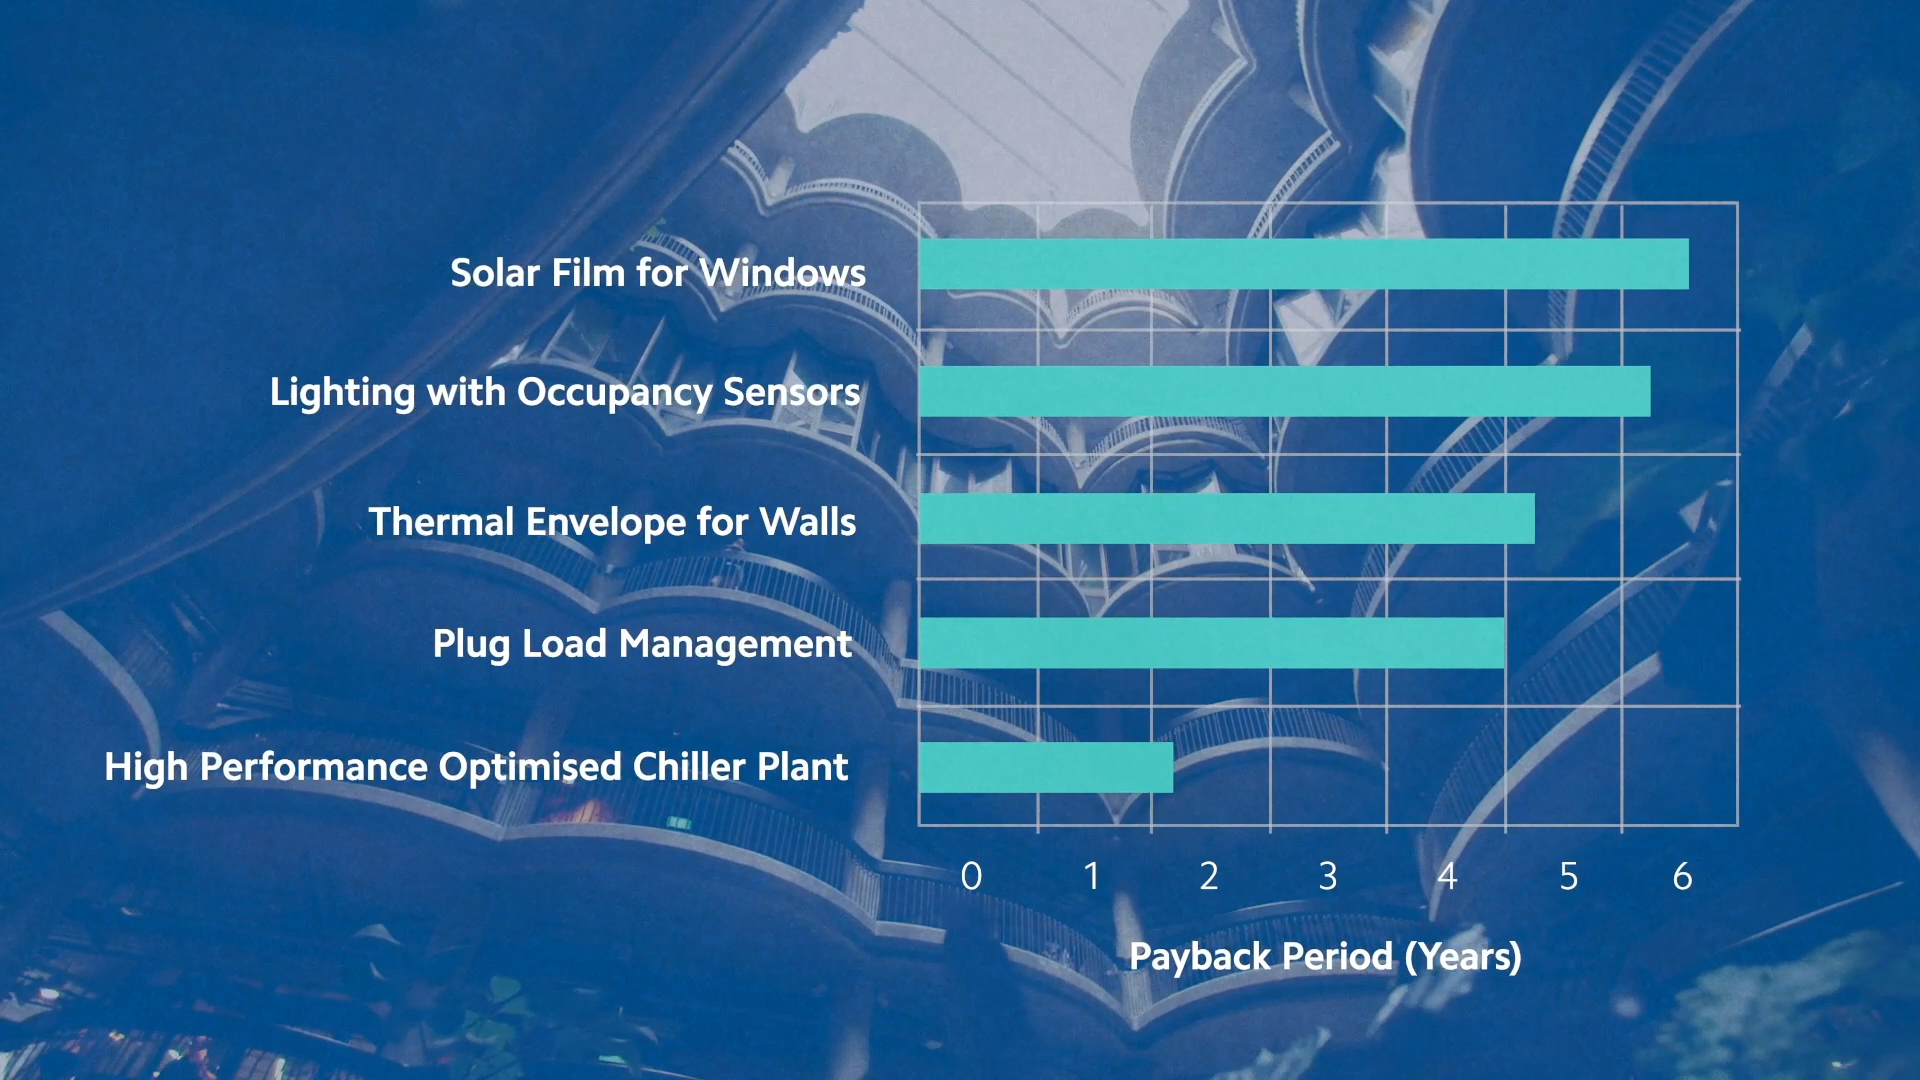 Solar Film for Windows
Lighting with Occupancy Sensors
Thermal Envelope for Walls
Plug Load Management
High Performance Optimised Chiller Plant
0 1 2 3 4 5 6
Payback Period (Years)